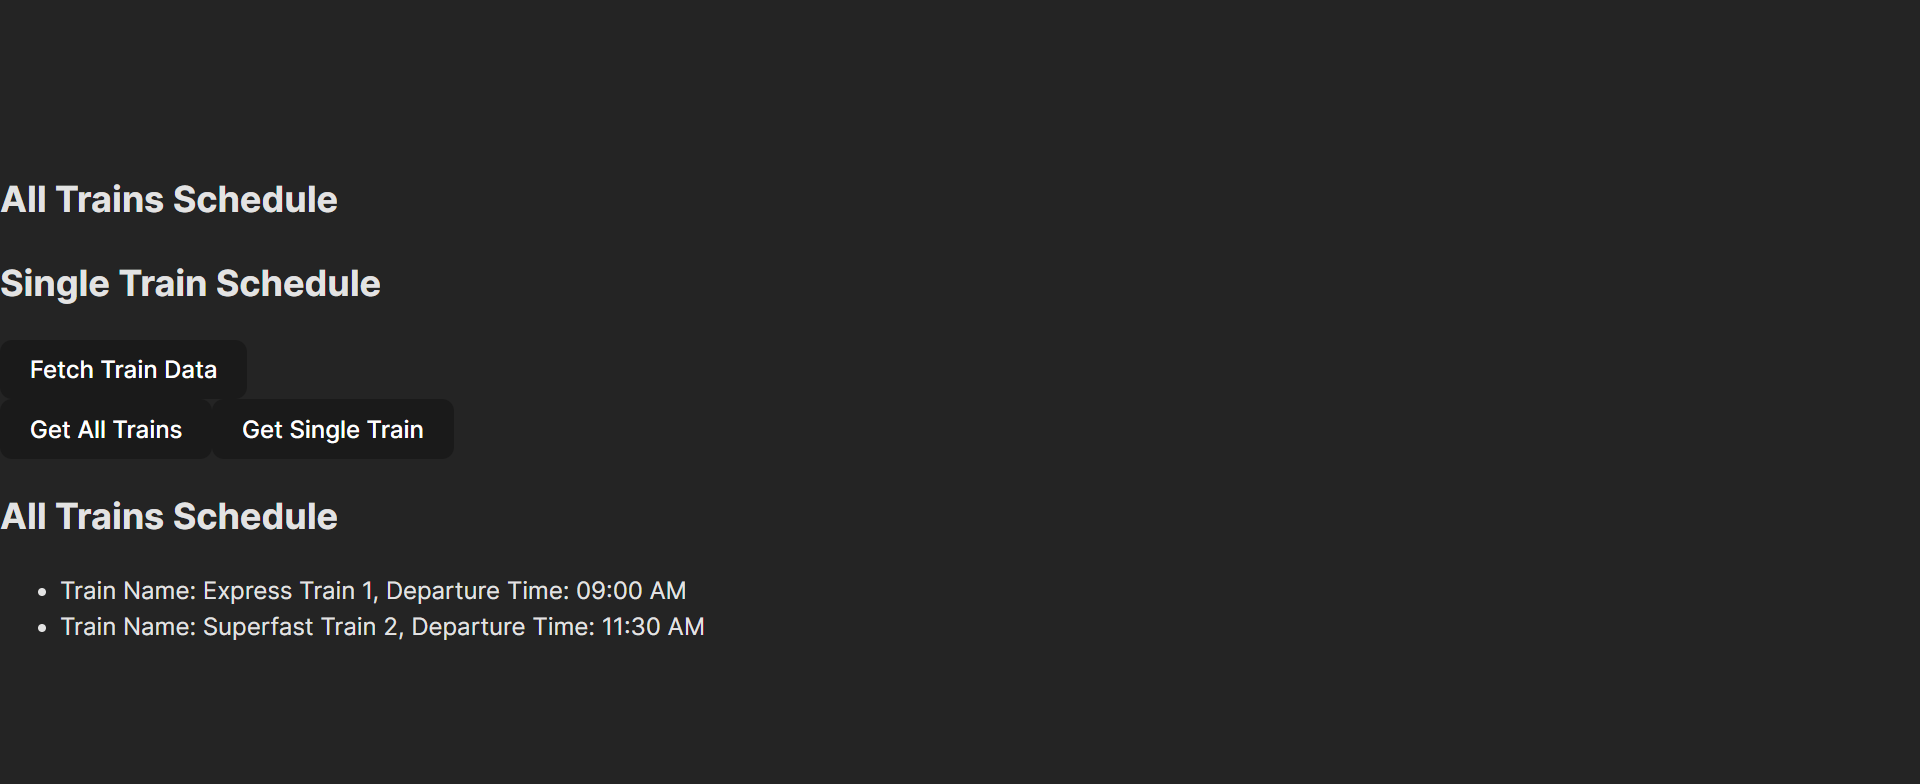 All Trains Schedule
Single Train Schedule
Fetch Train Data
Get All Trains Get Single Train
All Trains Schedule
• Train Name: Express Train 1, Departure Time: 09:00 AM
• Train Name: Superfast Train 2, Departure Time: 11:30 AM